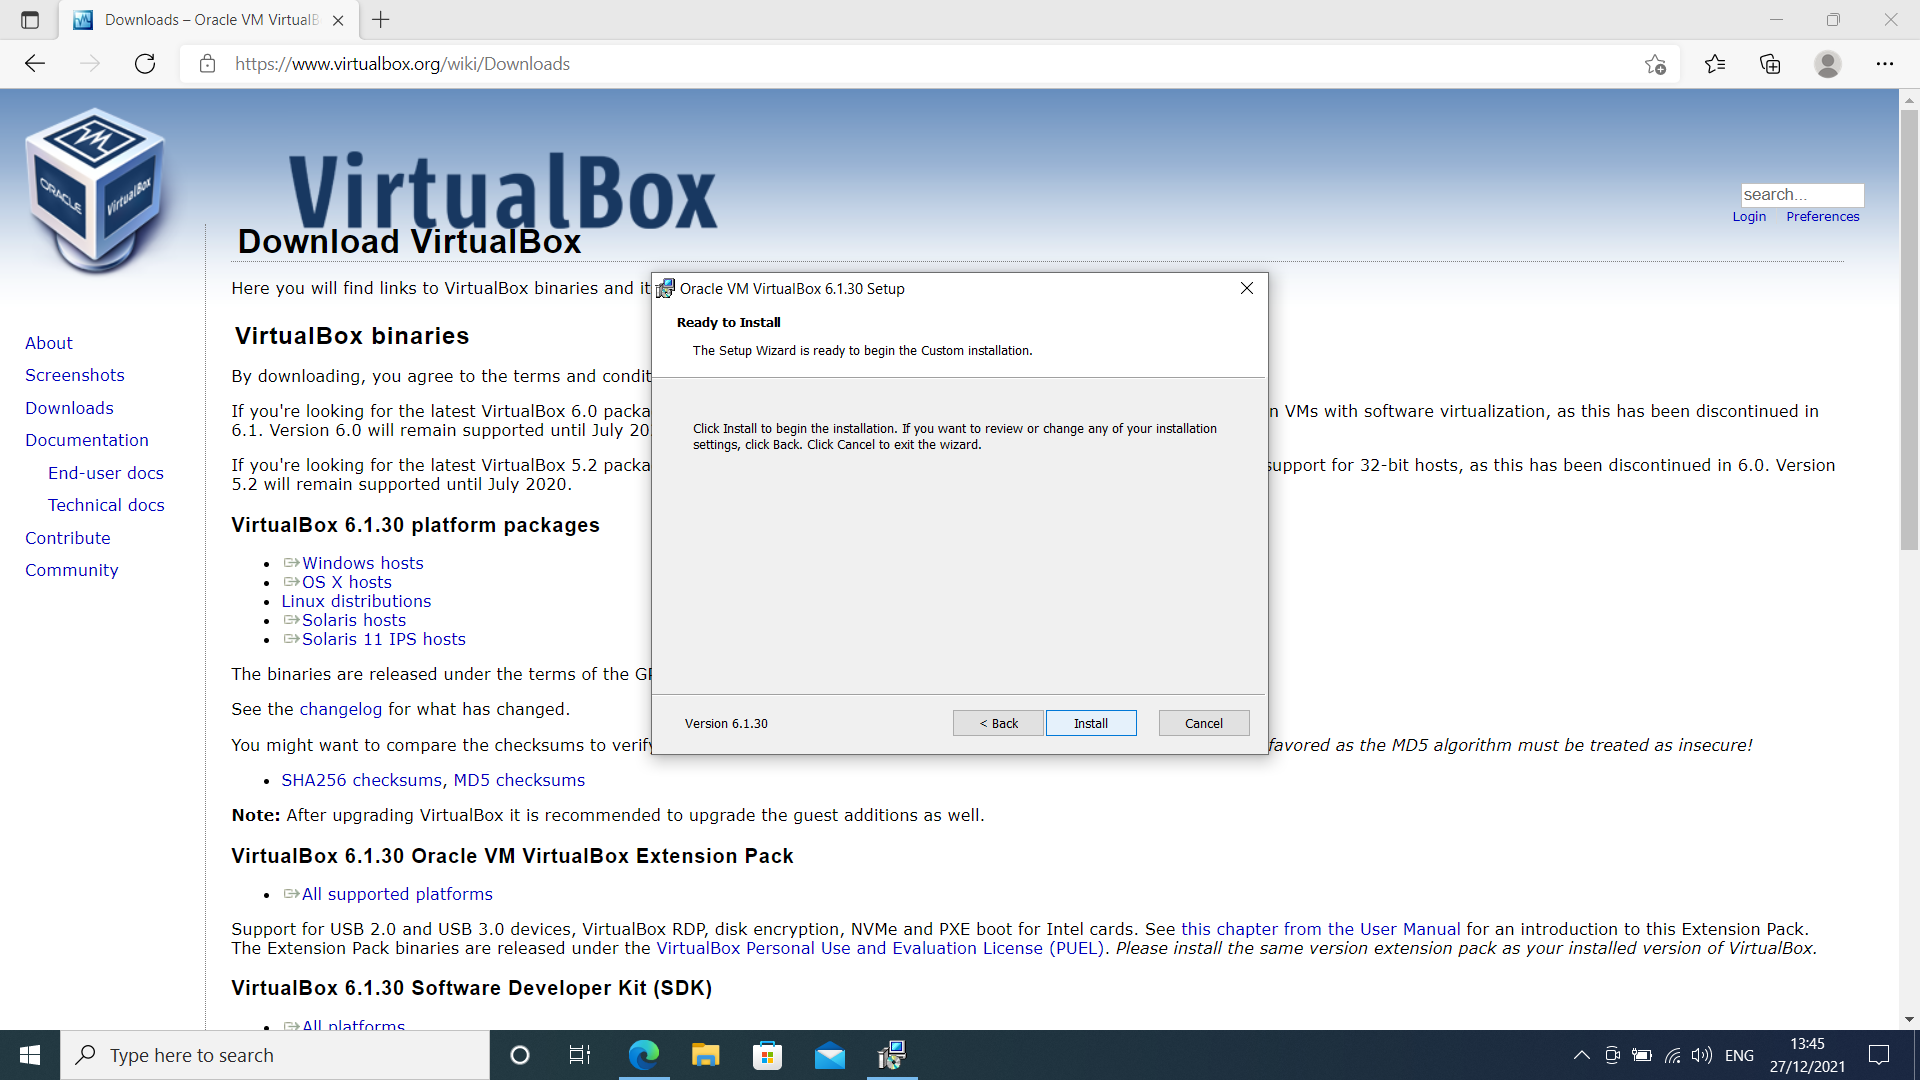 Downloads – Oracle VM VirtualB
https://www.virtualbox.org/wiki/Downloads
ORACLE
VirtualBox
VirtualBox
search...
Login Preferences
Download VirtualBox
Here you will find links to VirtualBox binaries and it
About
Screenshots
Downloads
Documentation
End-user docs
Technical docs
Contribute
Community
VirtualBox binaries
By downloading, you agree to the terms and condit
If you're looking for the latest VirtualBox 6.0 packa n VMs with software virtualization, as this has been discontinued in
6.1. Version 6.0 will remain supported until July 20
If you're looking for the latest VirtualBox 5.2 packa support for 32-bit hosts, as this has been discontinued in 6.0. Version
5.2 will remain supported until July 2020.
VirtualBox 6.1.30 platform packages
Windows hosts
OS X hosts
Linux distributions
Solaris hosts
Solaris 11 IPS hosts
The binaries are released under the terms of the GP
See the changelog for what has changed.
You might want to compare the checksums to verify favored as the MD5 algorithm must be treated as insecure!
SHA256 checksums, MD5 checksums
Note: After upgrading VirtualBox it is recommended to upgrade the guest additions as well.
VirtualBox 6.1.30 Oracle VM VirtualBox Extension Pack
All supported platforms
Support for USB 2.0 and USB 3.0 devices, VirtualBox RDP, disk encryption, NVMe and PXE boot for Intel cards. See this chapter from the User Manual for an introduction to this Extension Pack.
The Extension Pack binaries are released under the VirtualBox Personal Use and Evaluation License (PUEL). Please install the same version extension pack as your installed version of VirtualBox.
VirtualBox 6.1.30 Software Developer Kit (SDK)
All platforms
Oracle VM VirtualBox 6.1.30 Setup
Ready to Install
The Setup Wizard is ready to begin the Custom installation.
Click Install to begin the installation. If you want to review or change any of your installation
settings, click Back. Click Cancel to exit the wizard.
Version 6.1.30
< Back
Install
Cancel
Type here to search
ENG
13:45
27/12/2021